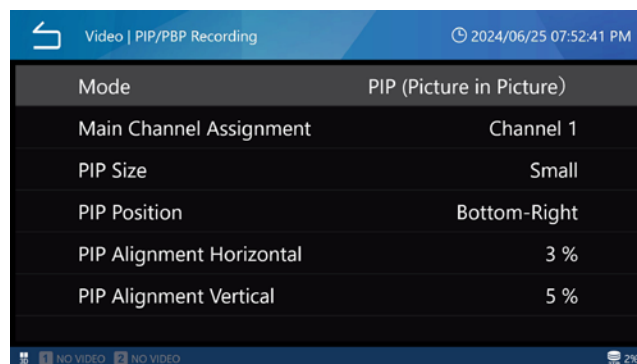 Video | PIP/PBP Recording 2024/06/25 07:52:41 PM
Mode PIP (Picture in Picture)
Main Channel Assignment Channel 1
PIP Size Small
PIP Position Bottom-Right
PIP Alignment Horizontal 3 %
PIP Alignment Vertical 5 %
3D 1 NO VIDEO 2 NO VIDEO 2%